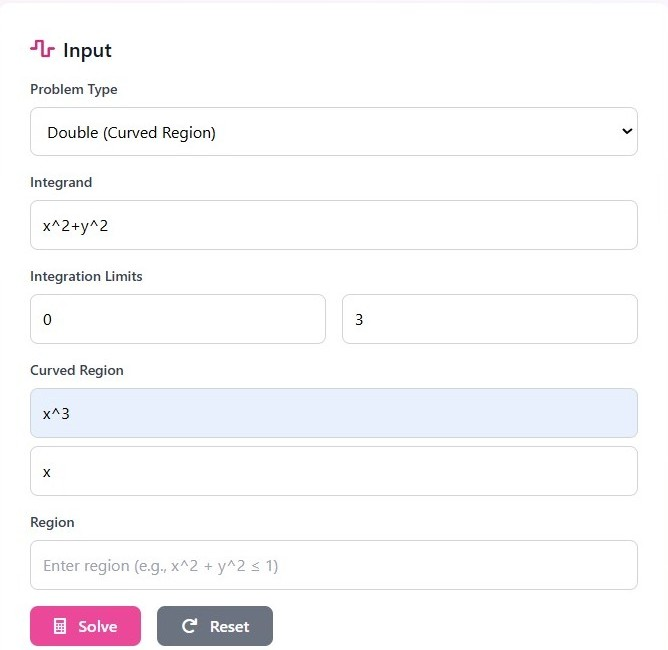 Input
Problem Type
Double (Curved Region)
Integrand
x^2+y^2
Integration Limits
0 3
Curved Region
x^3
x
Region
Enter region (e.g., x^2 + y^2 ≤ 1)
Solve Reset